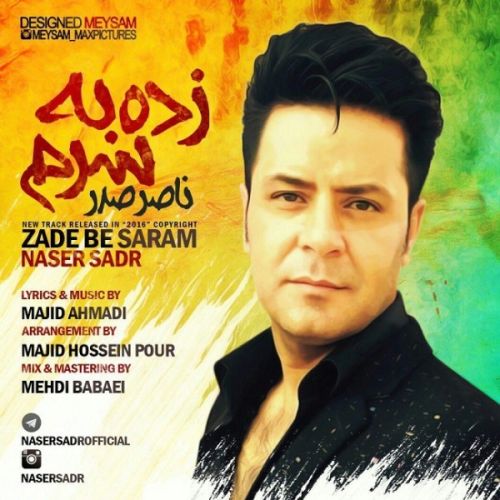 DESIGNED MEYSAM
MEYSAM_MAXPICTURES
زده به
سرم
ناصر صدر
NEW TRACK RELEASED IN "2016" COPYRIGHT
ZADE BE SARAM
NASER SADR
LYRICS & MUSIC BY
MAJID AHMADI
ARRANGEMENT BY
MAJID HOSSEIN POUR
MIX & MASTERING BY
MEHDI BABAEI
NASERSADROFFICIAL
NASERSADR